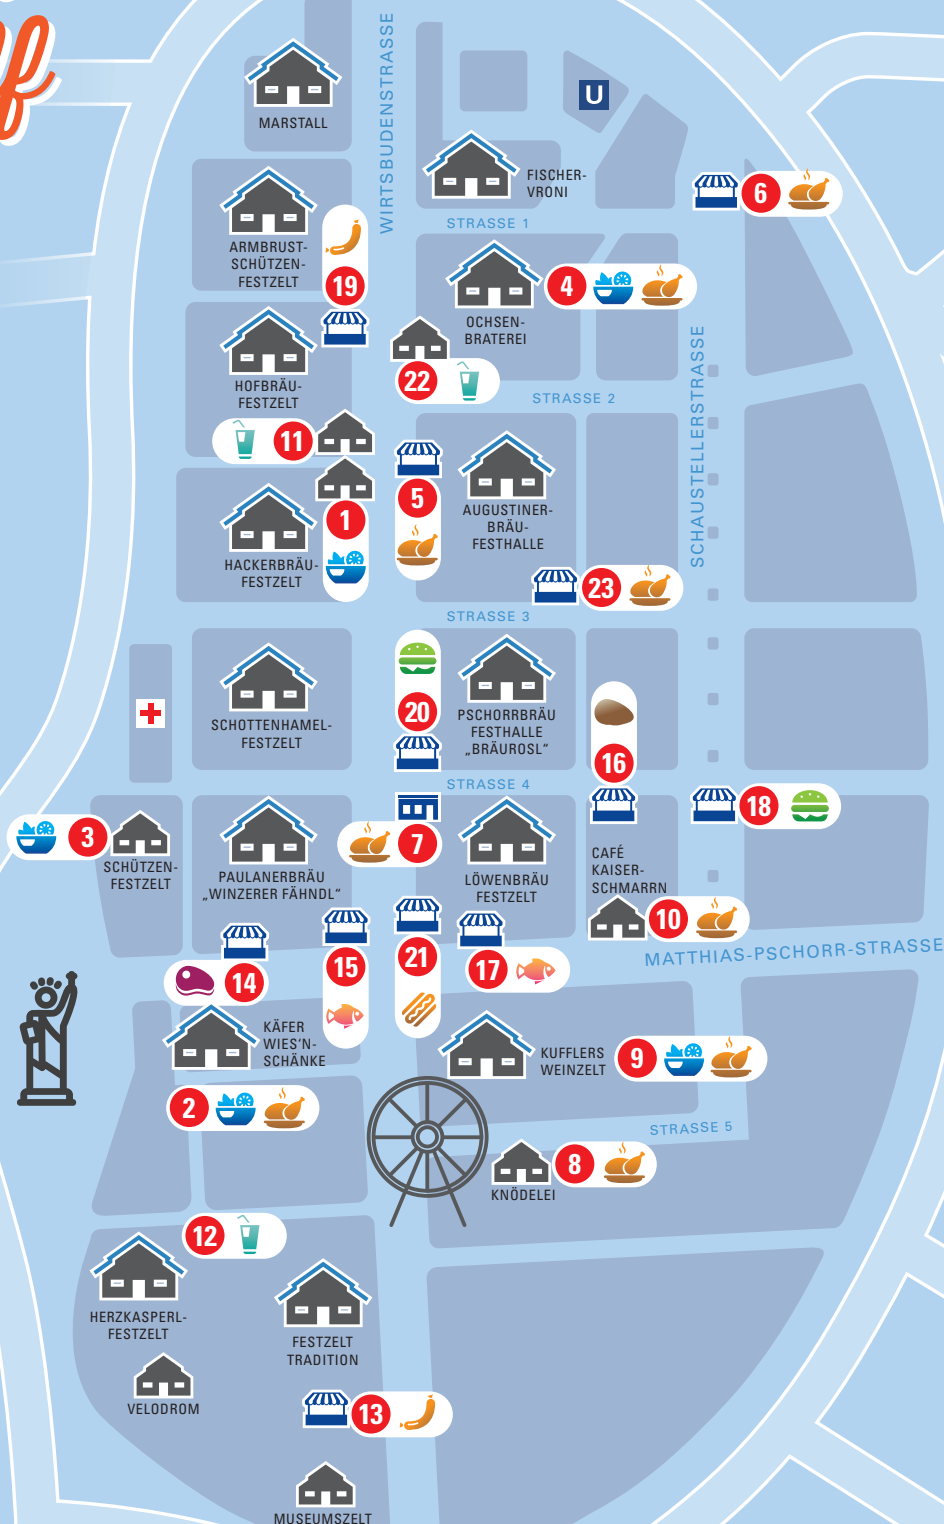 WIRTSBUDENSTRASSE
U
MARSTALL
FISCHER-
VRONI
6
STRASSE 1
ARMBRUST-
SCHÜTZEN-
FESTZELT
19
4
OCHSEN-
BRATEREI
HOFBRÄU-
FESTZELT
22
STRASSE 2
SCHAUSTELLERSTRASSE
11
5
1
AUGUSTINER-
BRÄU-
FESTHALLE
HACKERBRÄU-
FESTZELT
23
STRASSE 3
20
SCHOTTENHAMEL-
FESTZELT
PSCHORRBRÄU
FESTHALLE
„BRÄUROSL“
16
STRASSE 4
18
3
SCHÜTZEN-
FESTZELT
7
PAULANERBRÄU
„WINZERER FÄHNDL“
LÖWENBRÄU
FESTZELT
CAFÉ
KAISER-
SCHMARRN
10
MATTHIAS-PSCHORR-STRASSE
14
15
21
17
KÄFER
WIES’N-
SCHÄNKE
KUFFLERS
WEINZELT
9
2
STRASSE 5
8
KNÖDELEI
12
HERZKASPERL-
FESTZELT
FESTZELT
TRADITION
VELODROM
13
MUSEUMSZELT